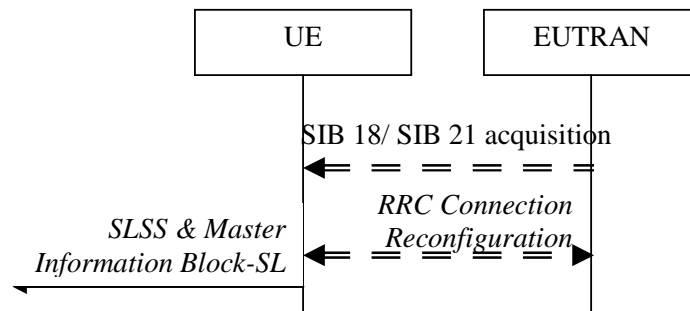 UE
EUTRAN
SIB 18/ SIB 21 acquisition
RRC Connection
Reconfiguration
SLSS & Master
Information Block-SL